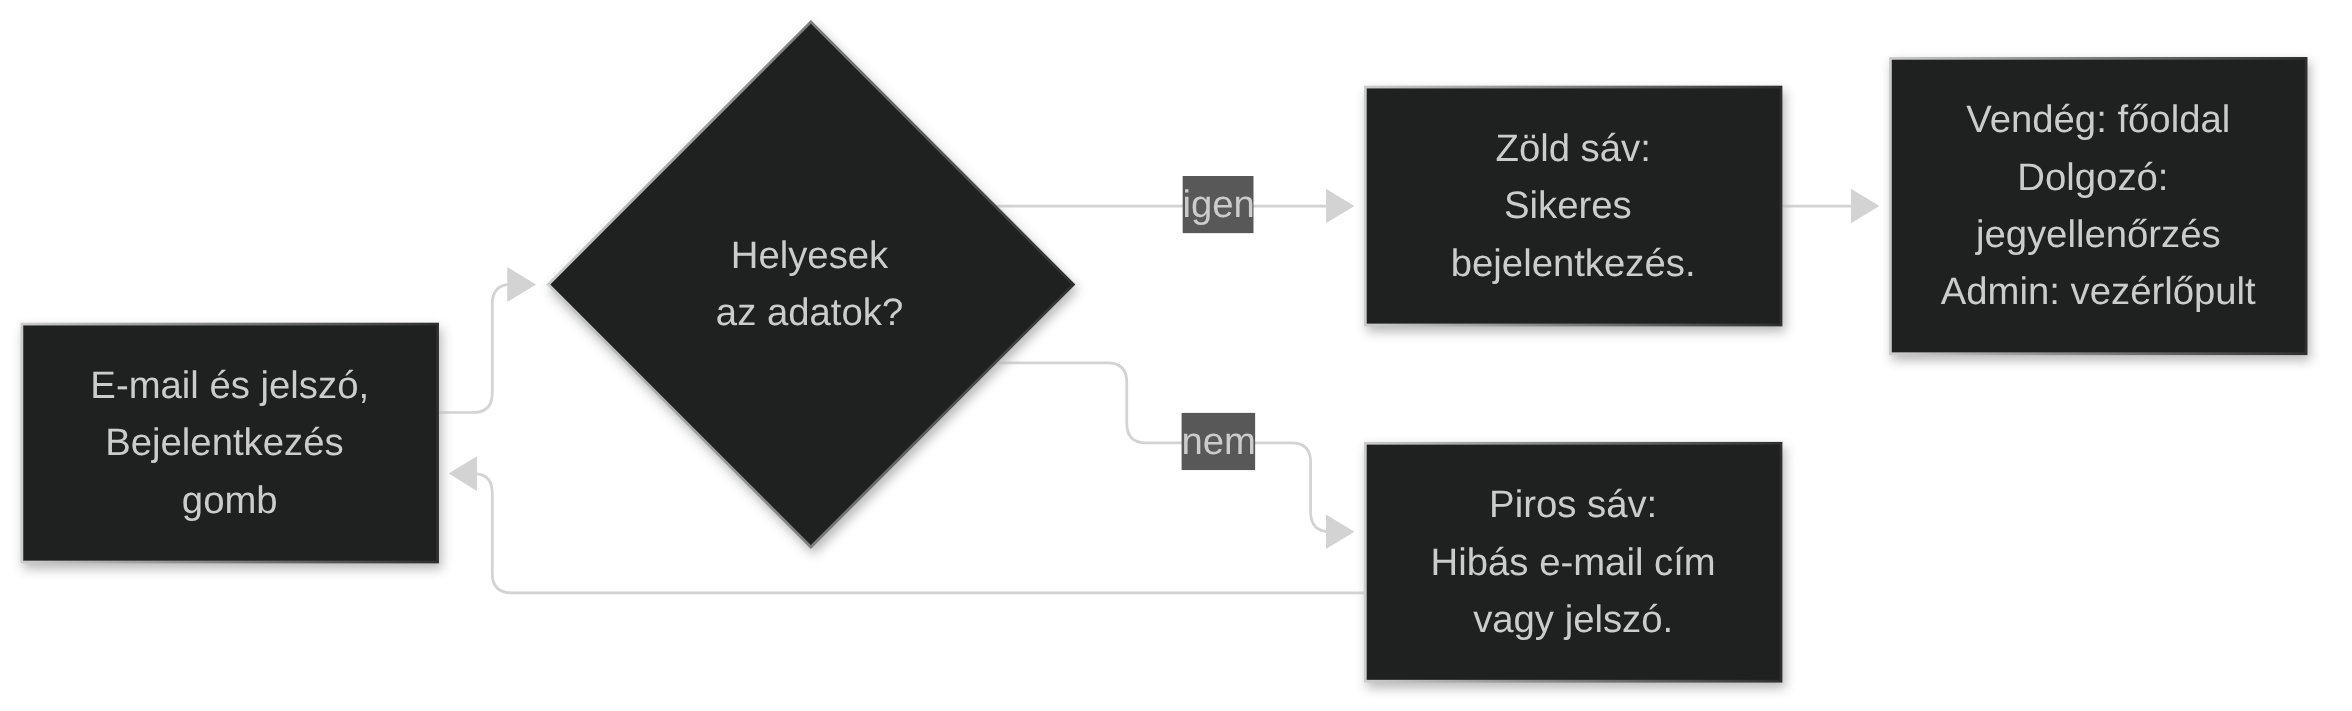 E-mail és jelszó,
Bejelentkezés
gomb
Helyesek
az adatok?
igen
nem
Zöld sáv:
Sikeres
bejelentkezés.
Piros sáv:
Hibás e-mail cím
vagy jelszó.
Vendég: főoldal
Dolgozó:
jegyellenőrzés
Admin: vezérlőpult